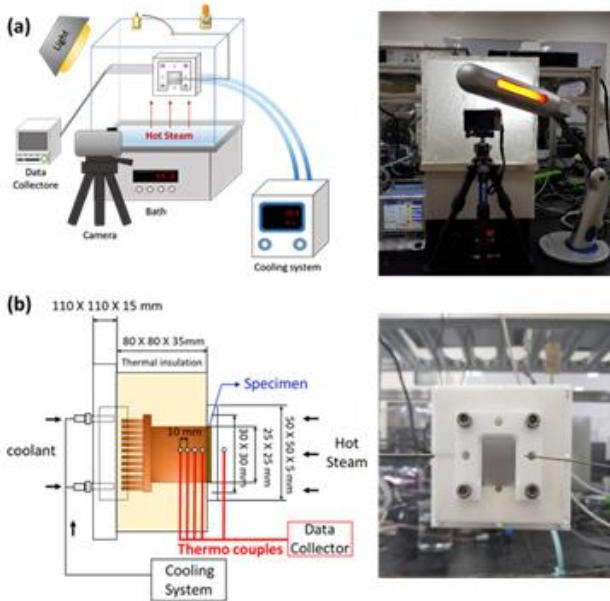 (a)
Light
Hot Steam
Data
Collectore
Bath
Camera
Cooling system
(b)
110 X 110 X 15 mm
80 X 80 X 35mm
Thermal insulation
Specimen
10 mm
30 X 30 mm
25 X 25 mm
50 X 50 X 5 mm
coolant
Hot
Steam
Thermo couples
Data
Collector
Cooling
System